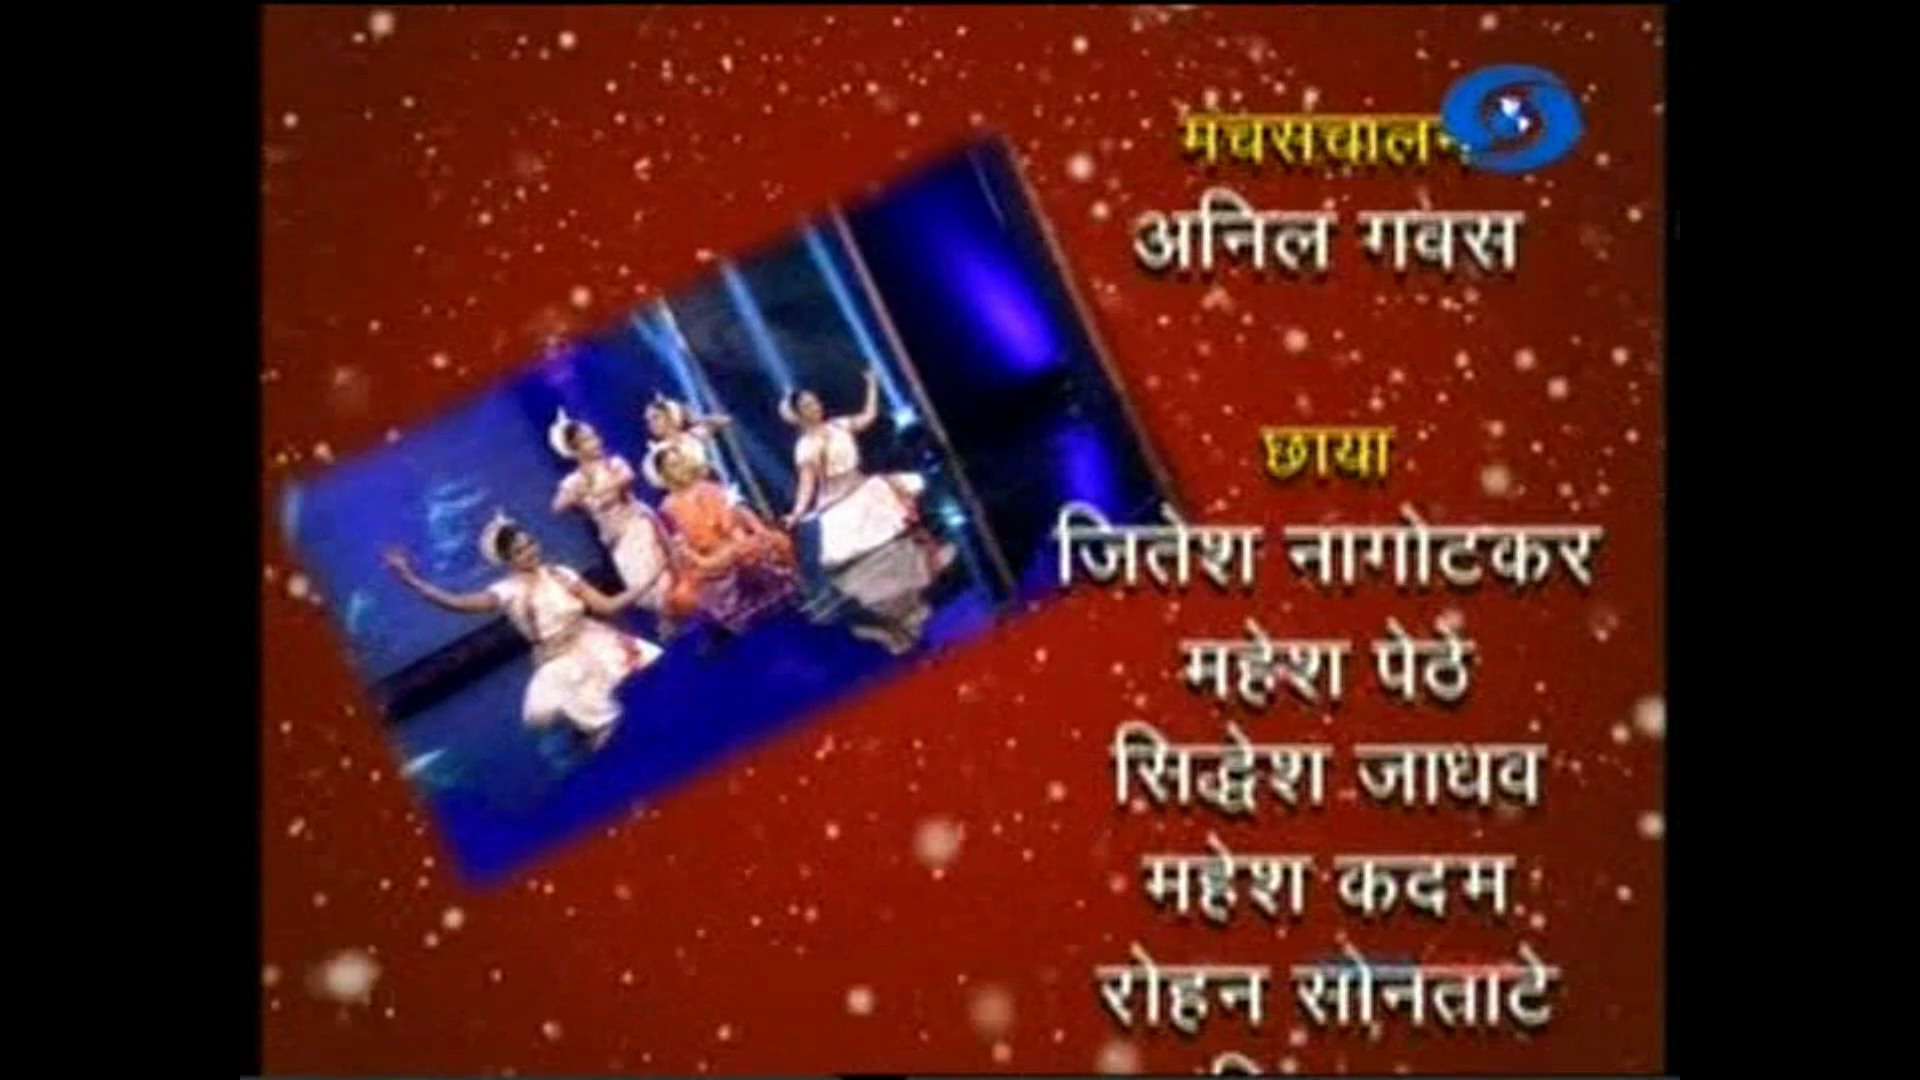 मंचसंचालन
अनिल गवस
छाया
जितेश नागोटकर
महेश पेठे
सिद्धेश जाधव
महेश कदम
रोहन सोनताटे